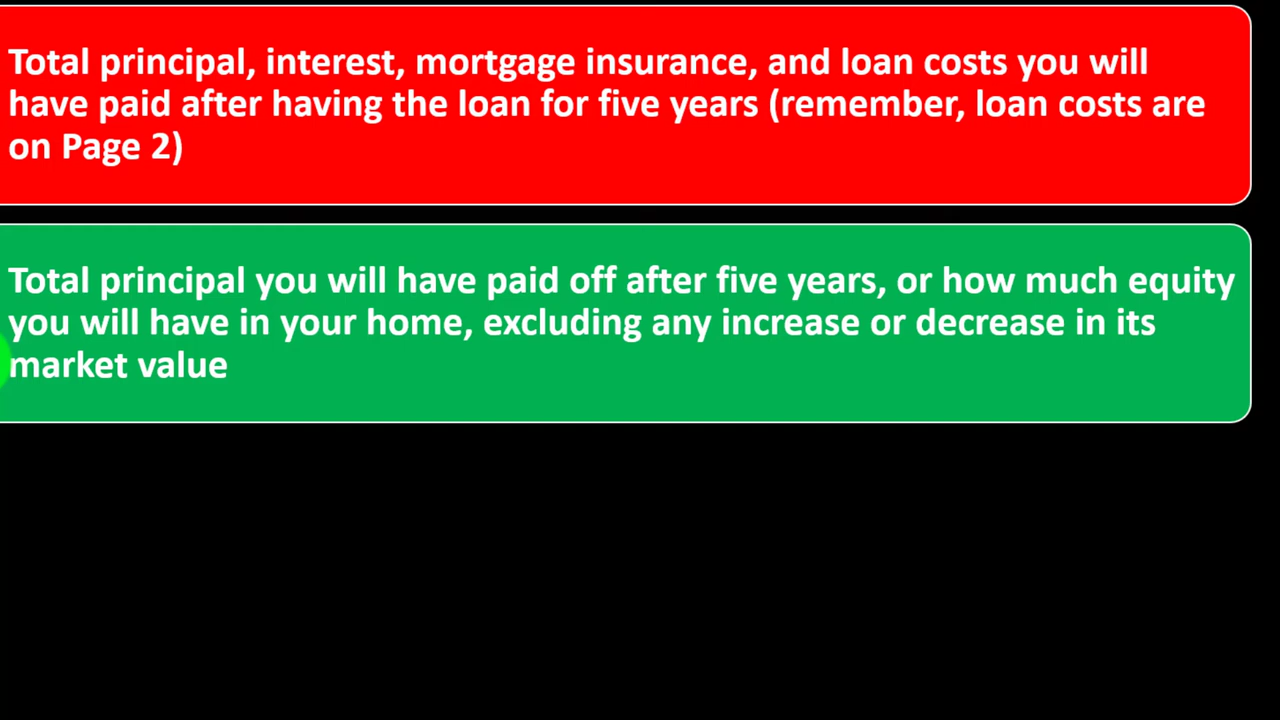 Total principal, interest, mortgage insurance, and loan costs you will
have paid after having the loan for five years (remember, loan costs are
on Page 2)
Total principal you will have paid off after five years, or how much equity
you will have in your home, excluding any increase or decrease in its
market value